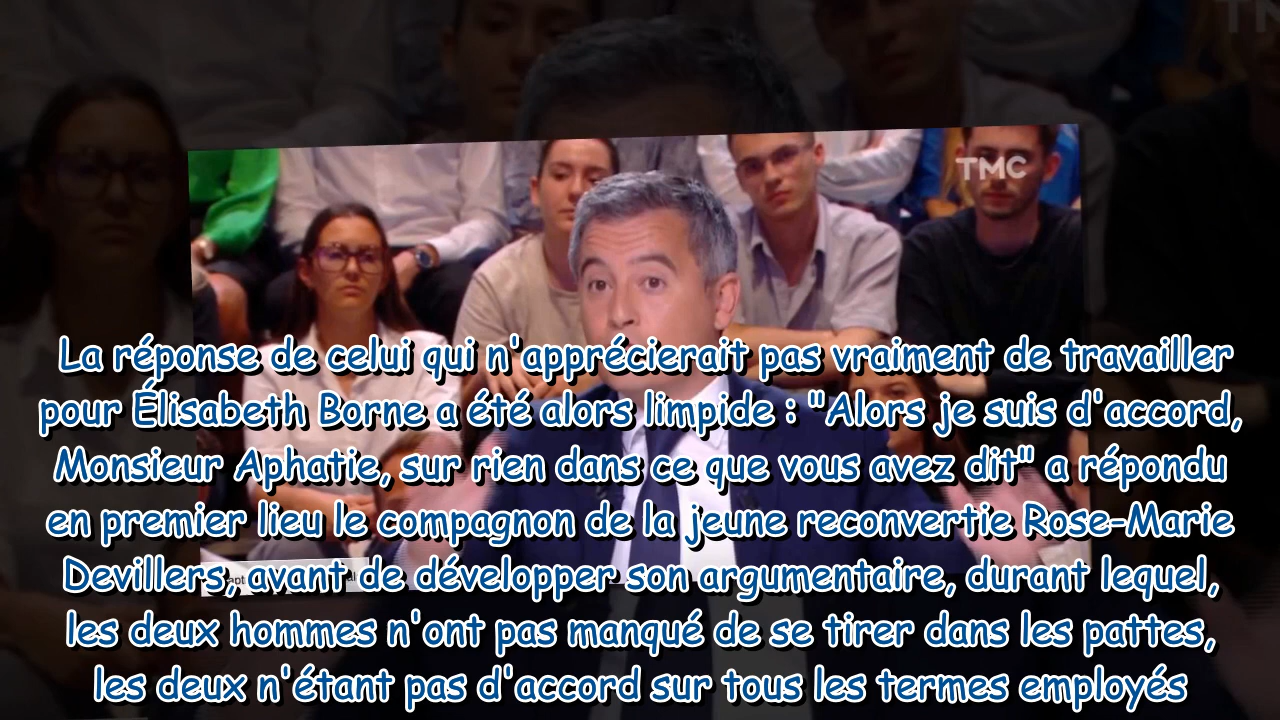 TMC
La réponse de celui qui n'apprécierait pas vraiment de travailler
pour Élisabeth Borne a été alors limpide : "Alors je suis d'accord,
Monsieur Aphatie, sur rien dans ce que vous avez dit" a répondu
en premier lieu le compagnon de la jeune reconvertie Rose-Marie
Devillers, avant de développer son argumentaire, durant lequel,
les deux hommes n'ont pas manqué de se tirer dans les pattes,
les deux n'étant pas d'accord sur tous les termes employés